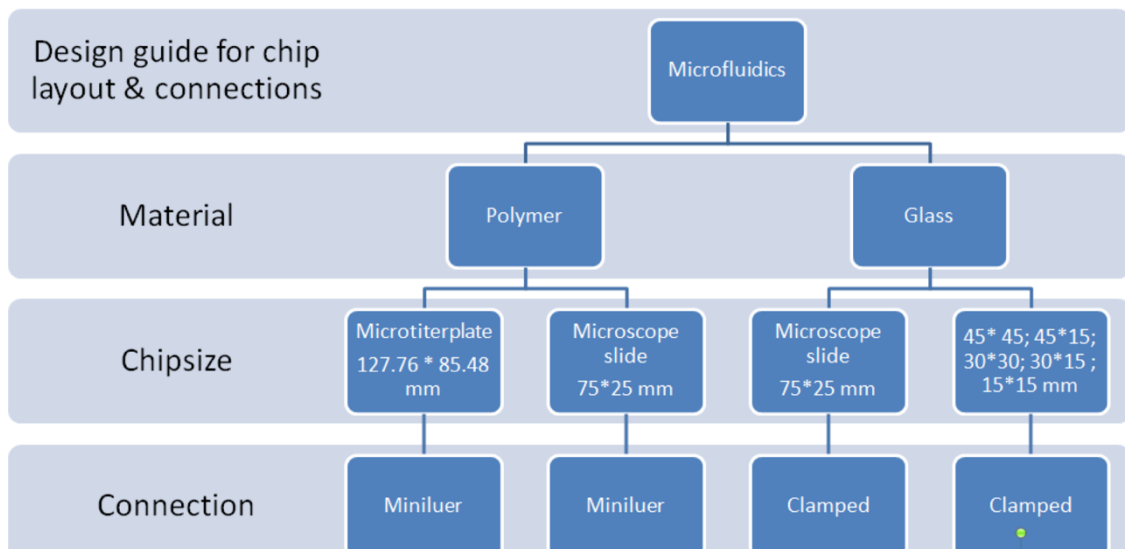 Design guide for chip
layout & connections
Microfluidics
Material
Polymer
Glass
Chipsize
Microtiterplate
127.76 * 85.48
mm
Microscope
slide
75*25 mm
Microscope
slide
75*25 mm
45* 45; 45*15;
30*30; 30*15 ;
15*15 mm
Connection
Miniluer
Miniluer
Clamped
Clamped